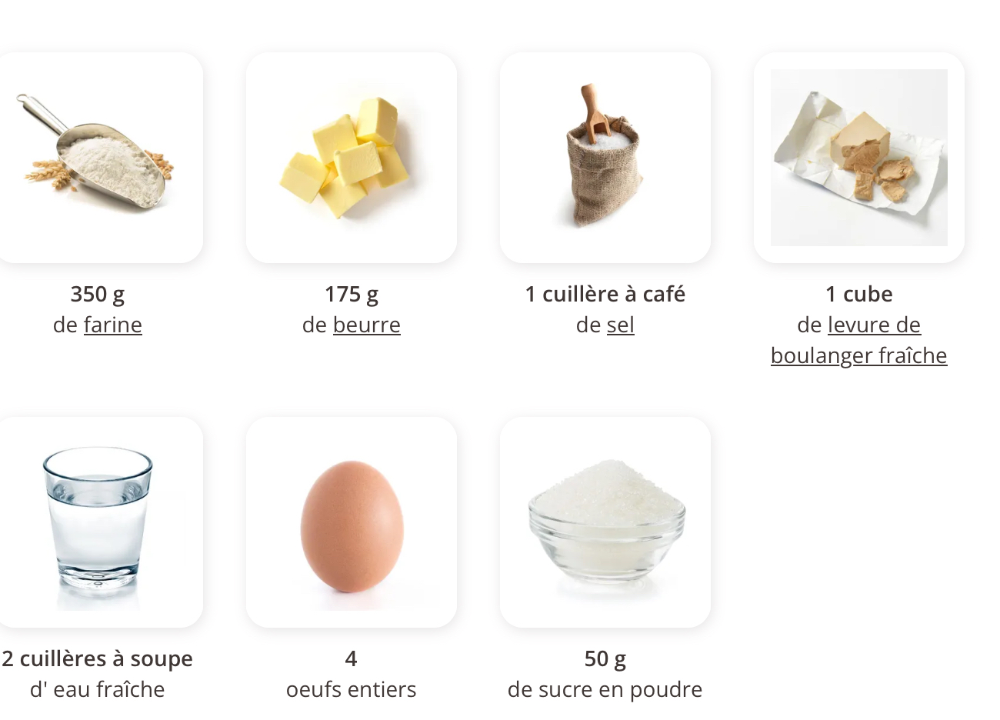 350 g
de farine
175 g
de beurre
1 cuillère à café
de sel
1 cube
de levure de
boulanger fraîche
2 cuillères à soupe
d' eau fraîche
4
oeufs entiers
50 g
de sucre en poudre